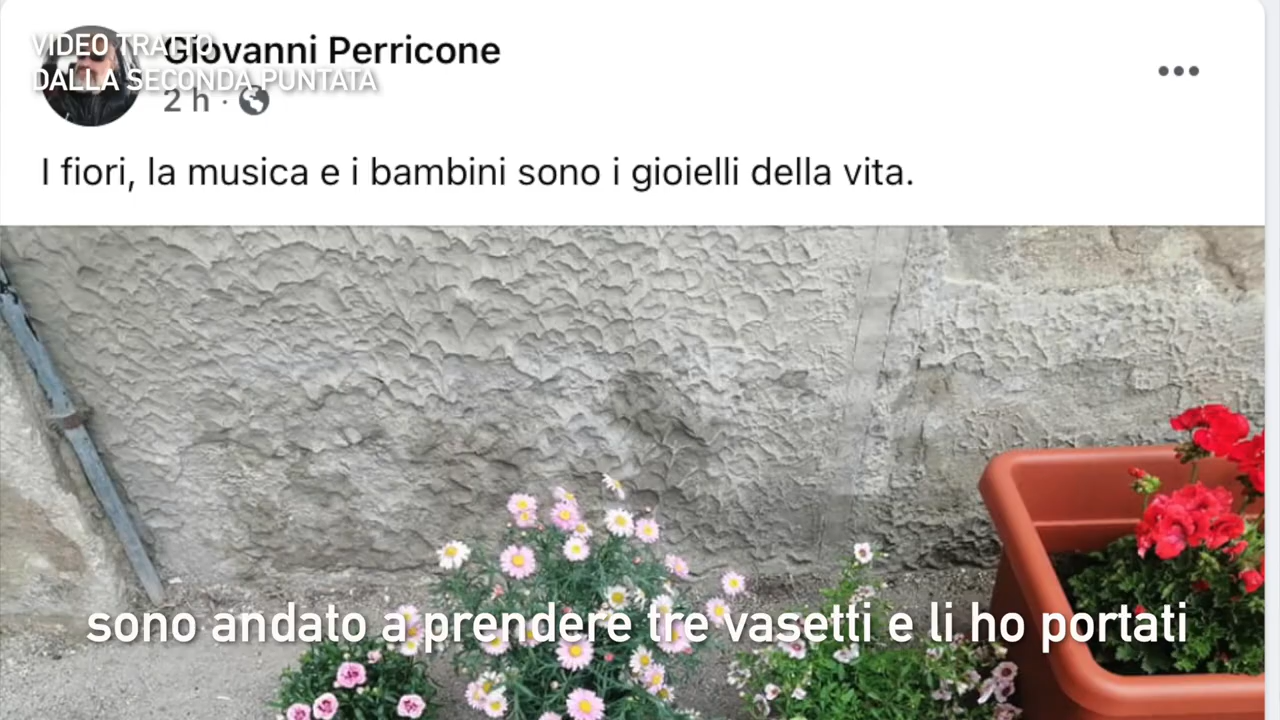 VIDEO TRATTO
DALLA SECONDA PUNTATA
Giovanni Perricone
2 h ·
I fiori, la musica e i bambini sono i gioielli della vita.
sono andato a prendere tre vasetti e li ho portati